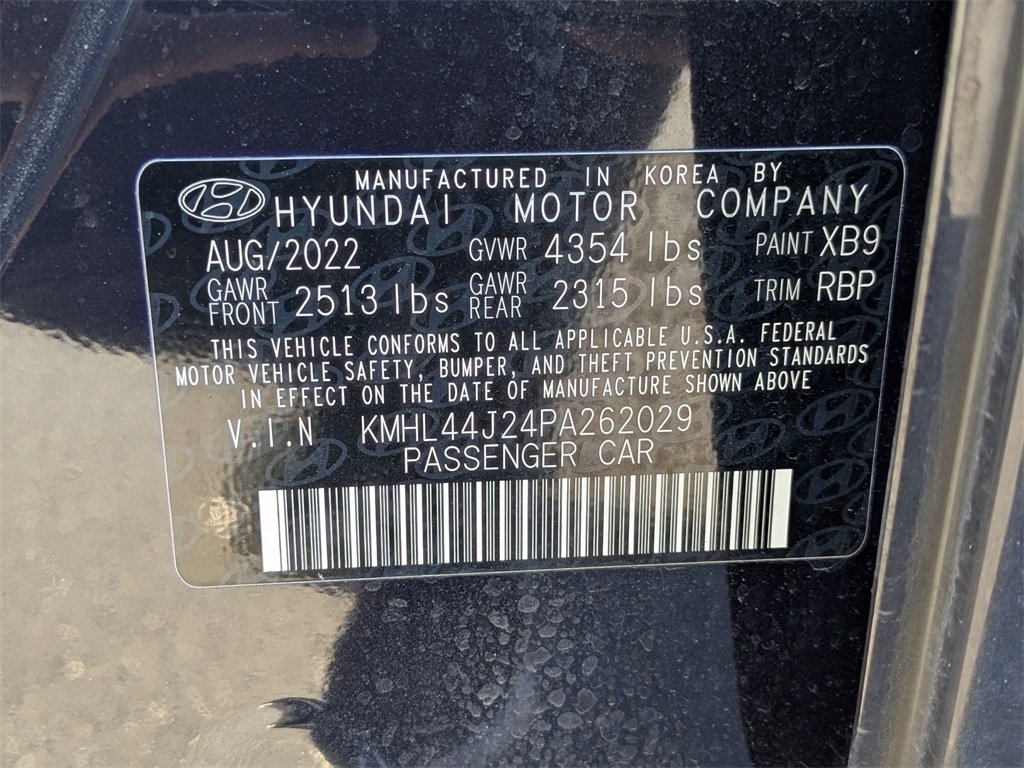 MANUFACTURED IN KOREA BY
HYUNDAI MOTOR COMPANY
AUG/2022 GVWR 4354 lbs PAINT XB9
GAWR FRONT 2513 lbs GAWR REAR 2315 lbs TRIM RBP
THIS VEHICLE CONFORMS TO ALL APPLICABLE U.S.A. FEDERAL
MOTOR VEHICLE SAFETY, BUMPER, AND THEFT PREVENTION STANDARDS
IN EFFECT ON THE DATE OF MANUFACTURE SHOWN ABOVE
V.I.N KMHL44J24PA262029
PASSENGER CAR